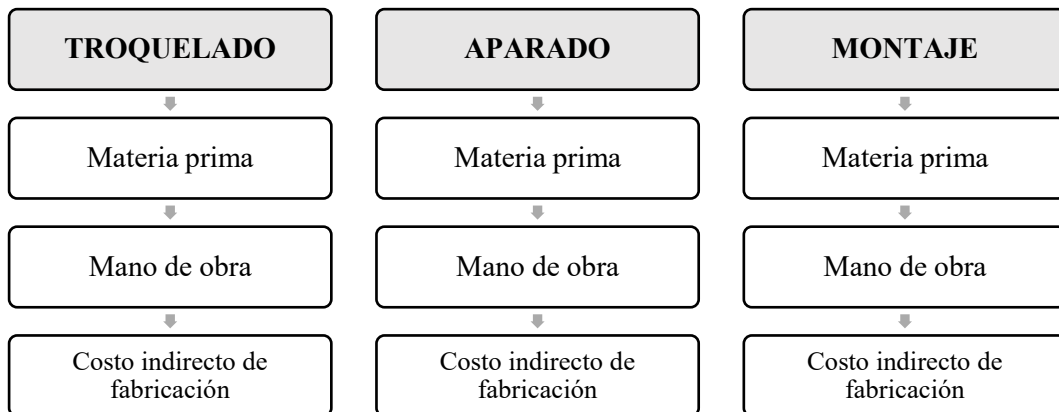 TROQUELADO
Materia prima
Mano de obra
Costo indirecto de
fabricación
APARADO
Materia prima
Mano de obra
Costo indirecto de
fabricación
MONTAJE
Materia prima
Mano de obra
Costo indirecto de
fabricación